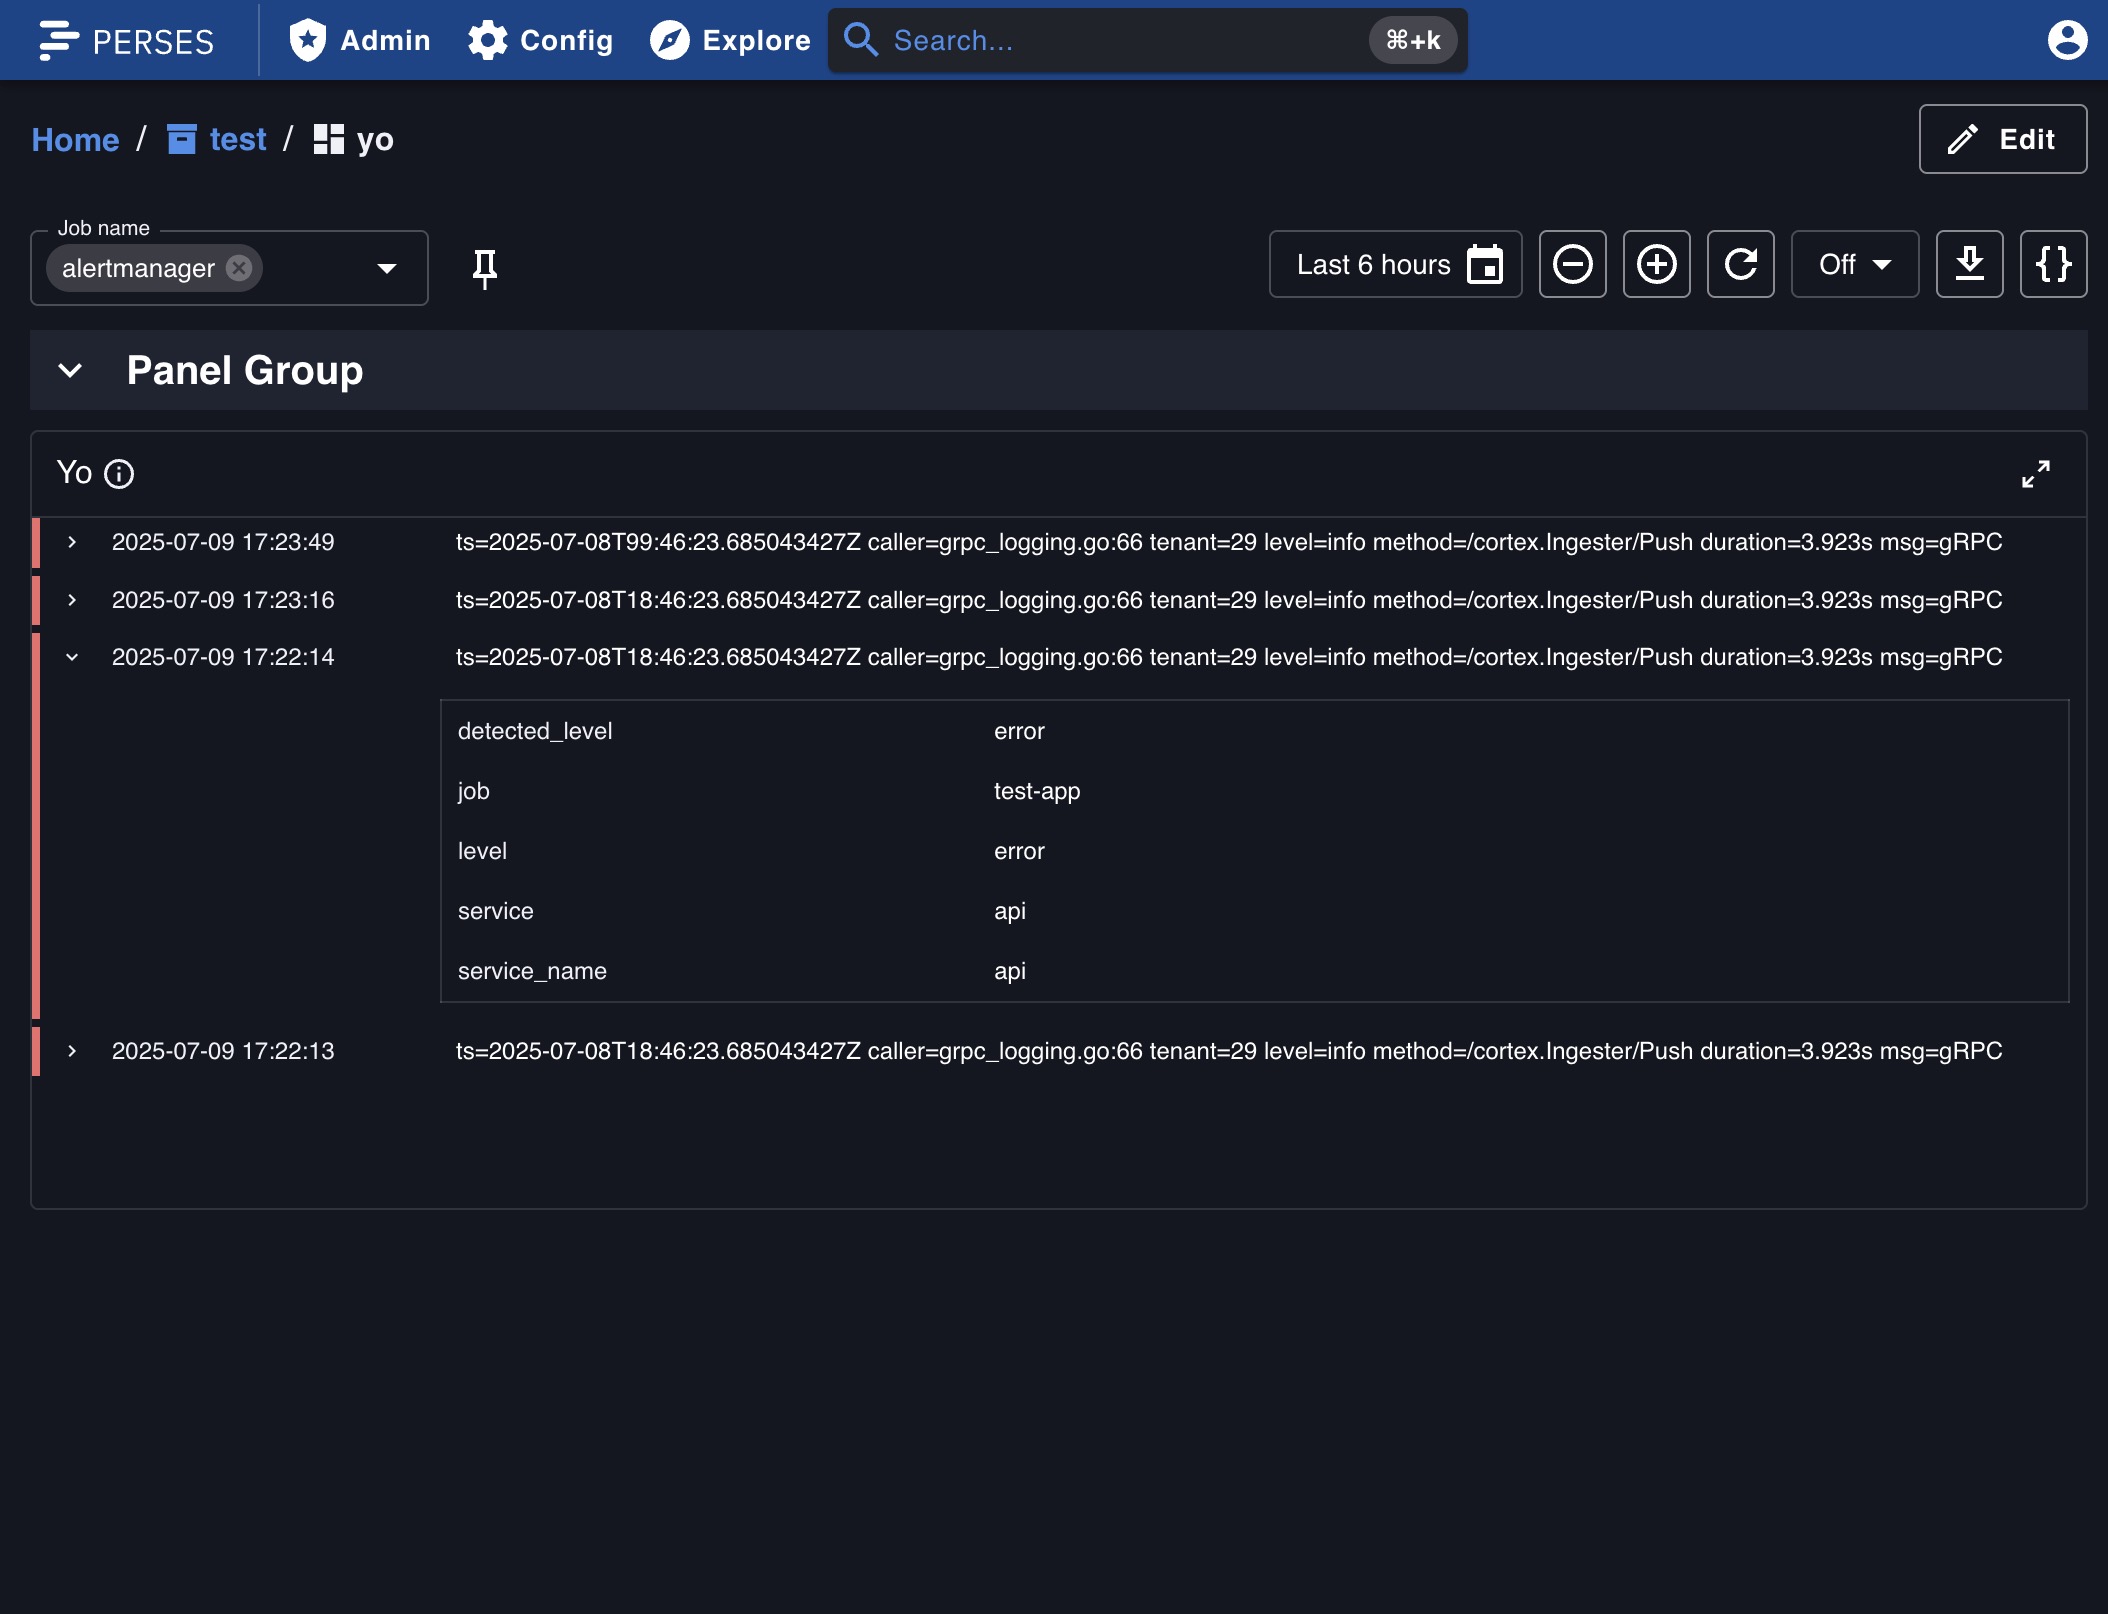 PERSES Admin Config Explore Search... ⌘+k
Home / test / yo Edit
Job name
alertmanager Last 6 hours Off {}
Panel Group
Yo
2025-07-09 17:23:49 ts=2025-07-08T99:46:23.685043427Z caller=grpc_logging.go:66 tenant=29 level=info method=/cortex.Ingester/Push duration=3.923s msg=gRPC
2025-07-09 17:23:16 ts=2025-07-08T18:46:23.685043427Z caller=grpc_logging.go:66 tenant=29 level=info method=/cortex.Ingester/Push duration=3.923s msg=gRPC
2025-07-09 17:22:14 ts=2025-07-08T18:46:23.685043427Z caller=grpc_logging.go:66 tenant=29 level=info method=/cortex.Ingester/Push duration=3.923s msg=gRPC
detected_level error
job test-app
level error
service api
service_name api
2025-07-09 17:22:13 ts=2025-07-08T18:46:23.685043427Z caller=grpc_logging.go:66 tenant=29 level=info method=/cortex.Ingester/Push duration=3.923s msg=gRPC